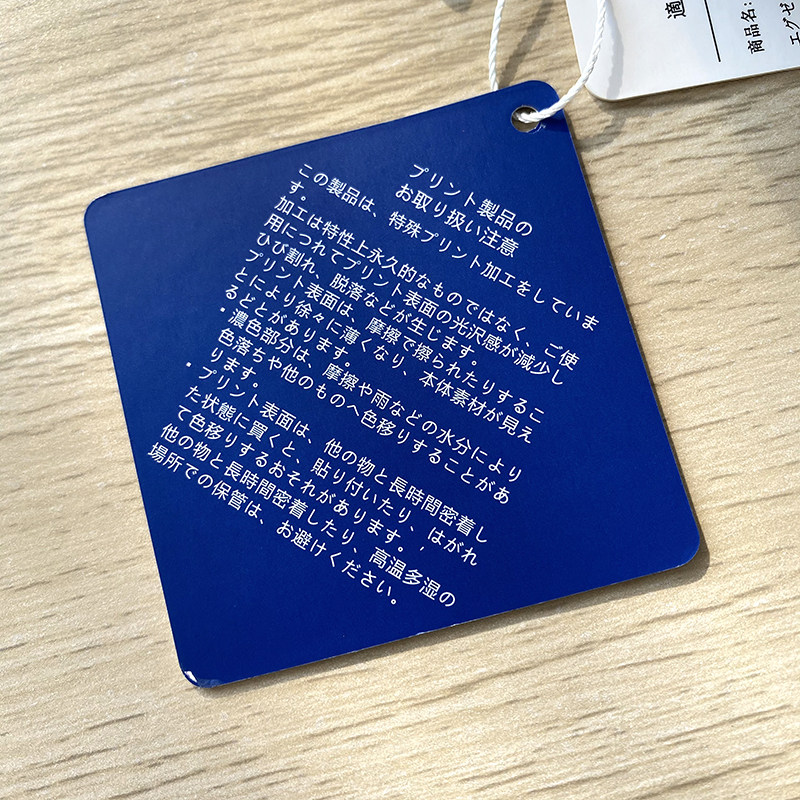 プリント製品の
お取り扱い注意
この製品は、特殊プリント加工をしていま
す。
加工は特性上永久的なものではなく、ご使
用につれてプリント表面の光沢感が減少し
ひび割れ、脱落などが生じます。
プリント表面は、摩擦で擦られたりするこ
とにより徐々に薄くなり、本体素材が見え
るどとがあります。
・濃色部分は、摩擦や雨などの水分により
色落ちや他のものへ色移りすることがあ
ります。
・プリント表面は、他の物と長時間密着し
た状態に買くと、貼り付いたり、はがれ
て色移りするおそれがあります。'
他の物と長時間密着したり、高温多湿の
場所での保管は、お避けください。
適
商品名:
エグゼ